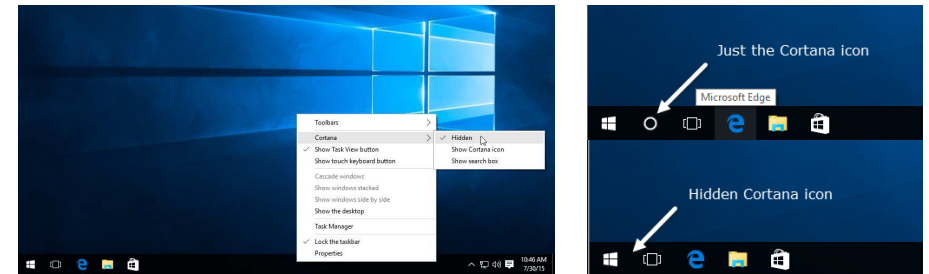 Toolbars
Cortana
Show Task View button
Show touch keyboard button
Cascade windows
Show windows stacked
Show windows side by side
Show the desktop
Task Manager
Lock the taskbar
Properties
Hidden
Show Cortana icon
Show search box
10:46 AM
7/30/15
Just the Cortana icon
Microsoft Edge
Hidden Cortana icon